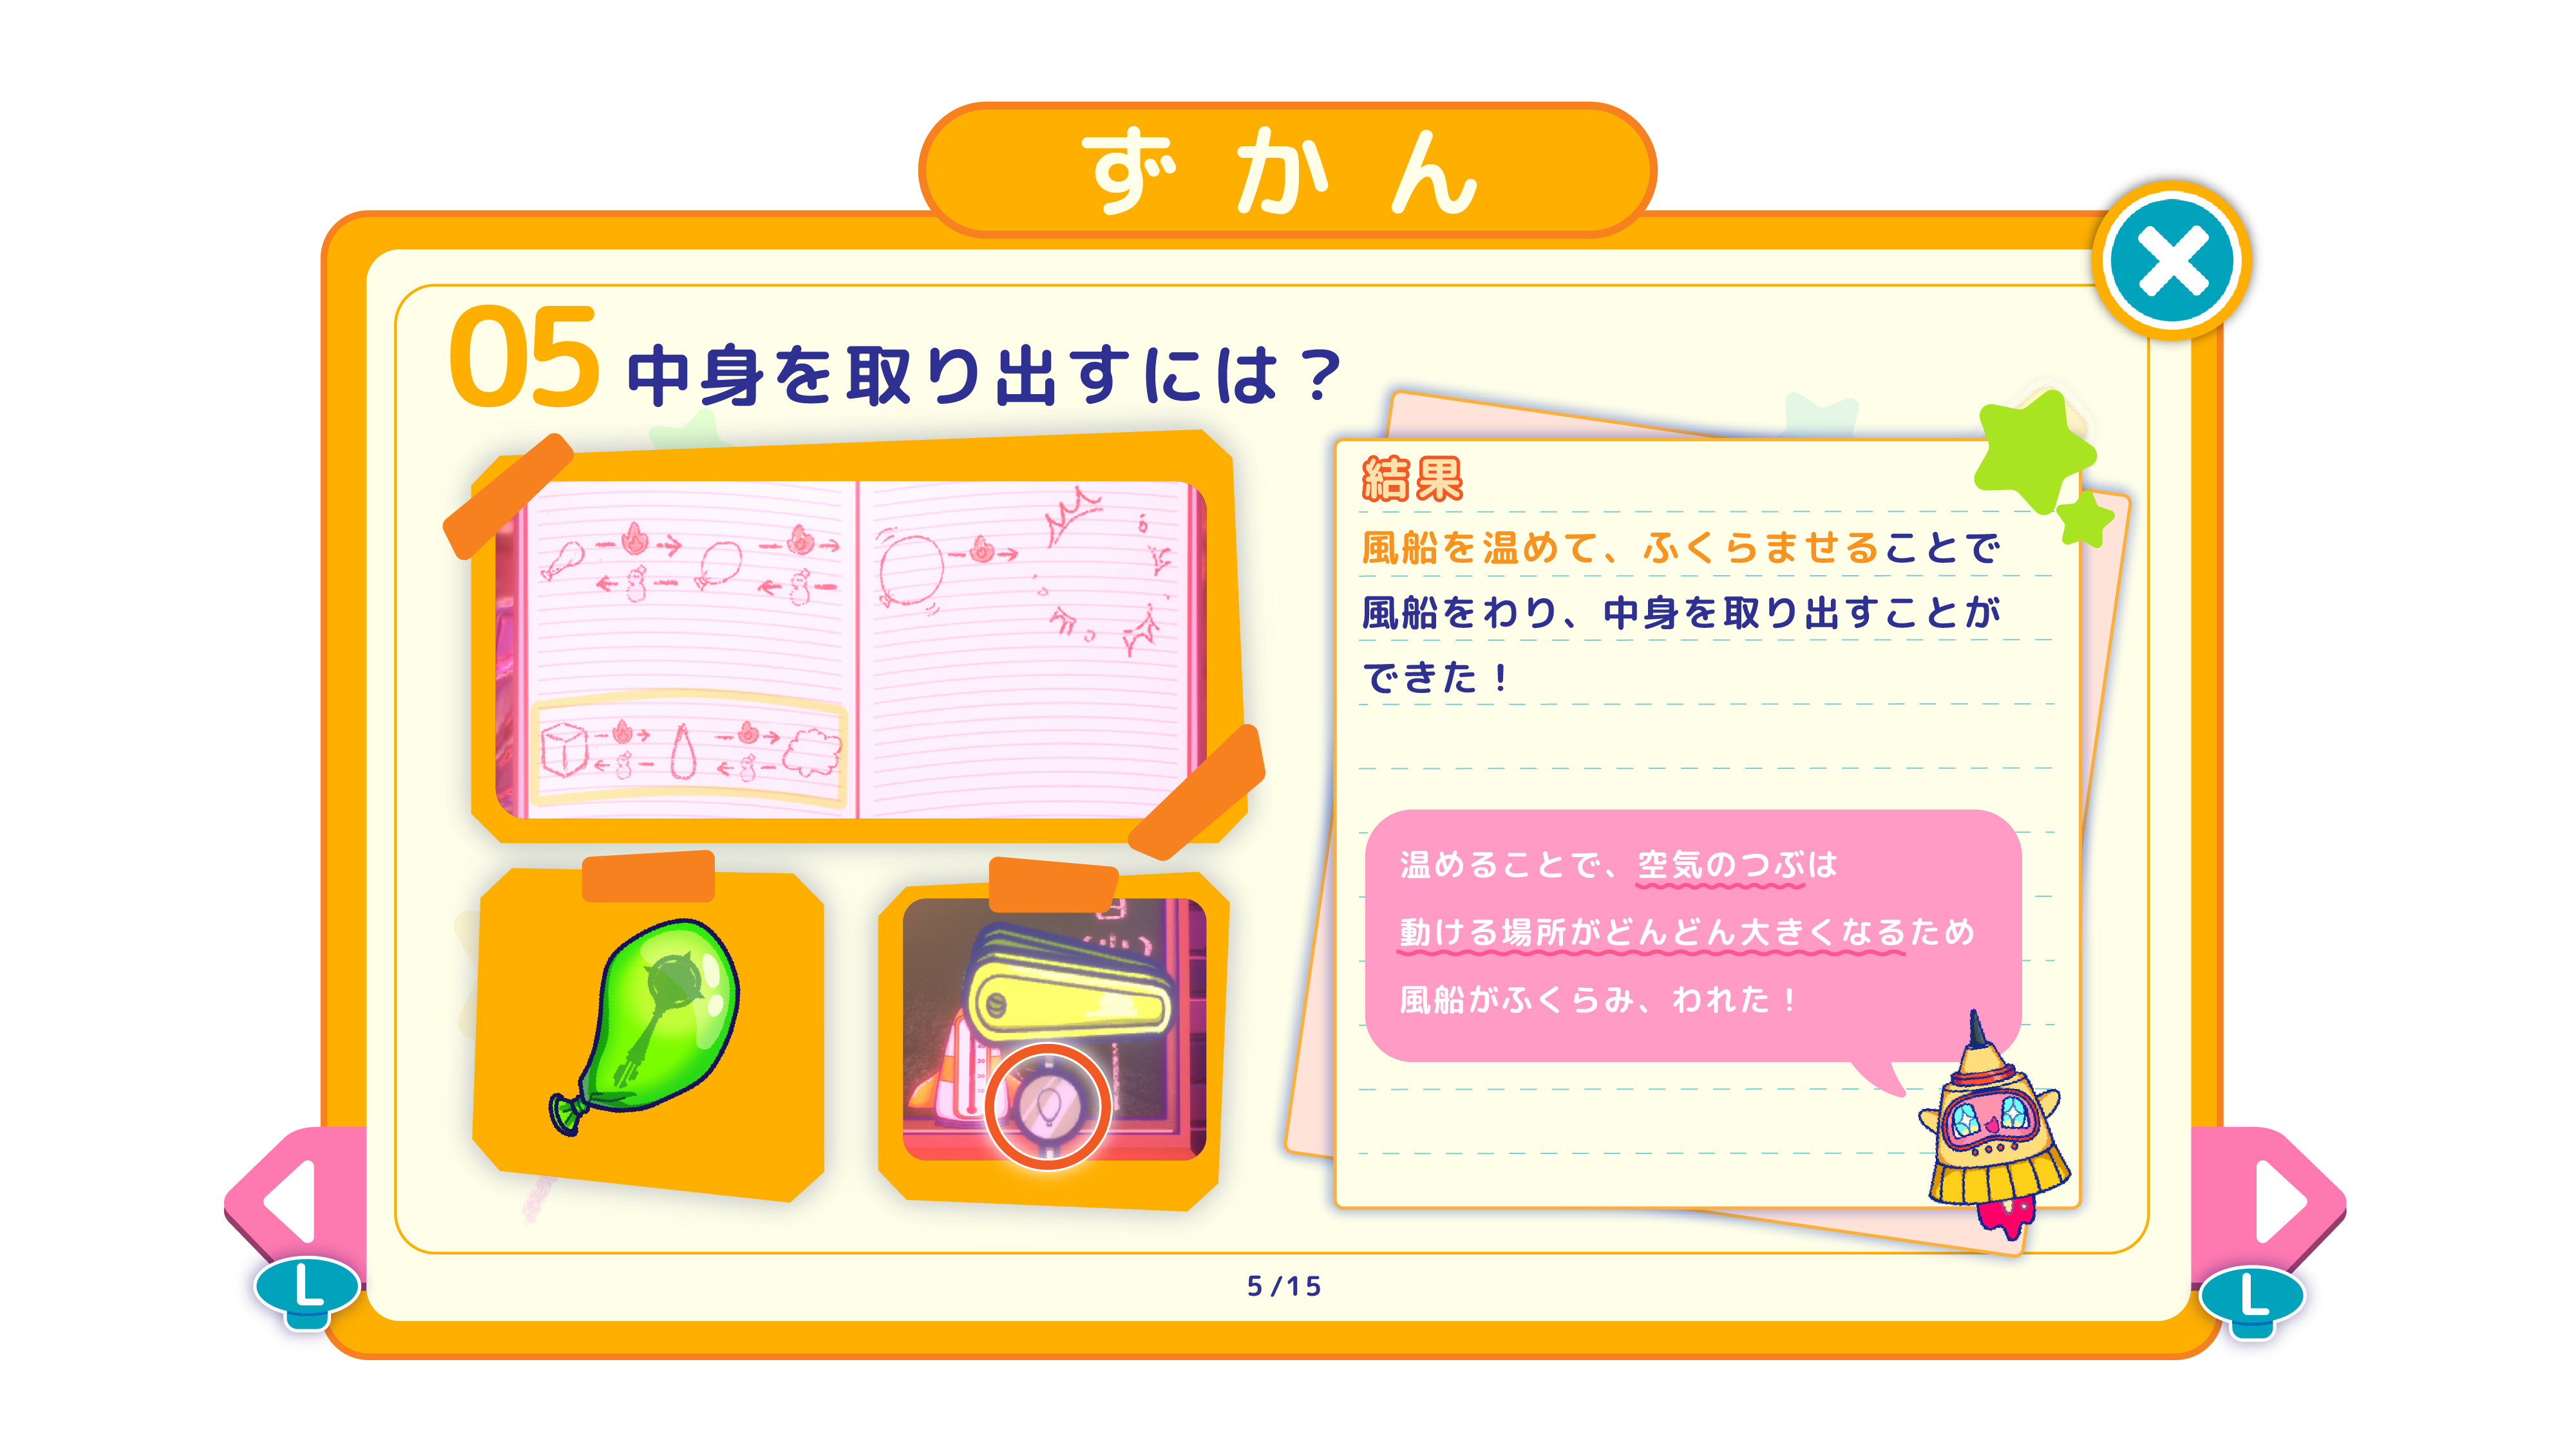 ずかん
05 中身を取り出すには？
結果
風船を温めて、ふくらませることで
風船をわり、中身を取り出すことが
できた！
温めることで、空気のつぶは
動ける場所がどんどん大きくなるため
風船がふくらみ、われた！
L
L
5/15